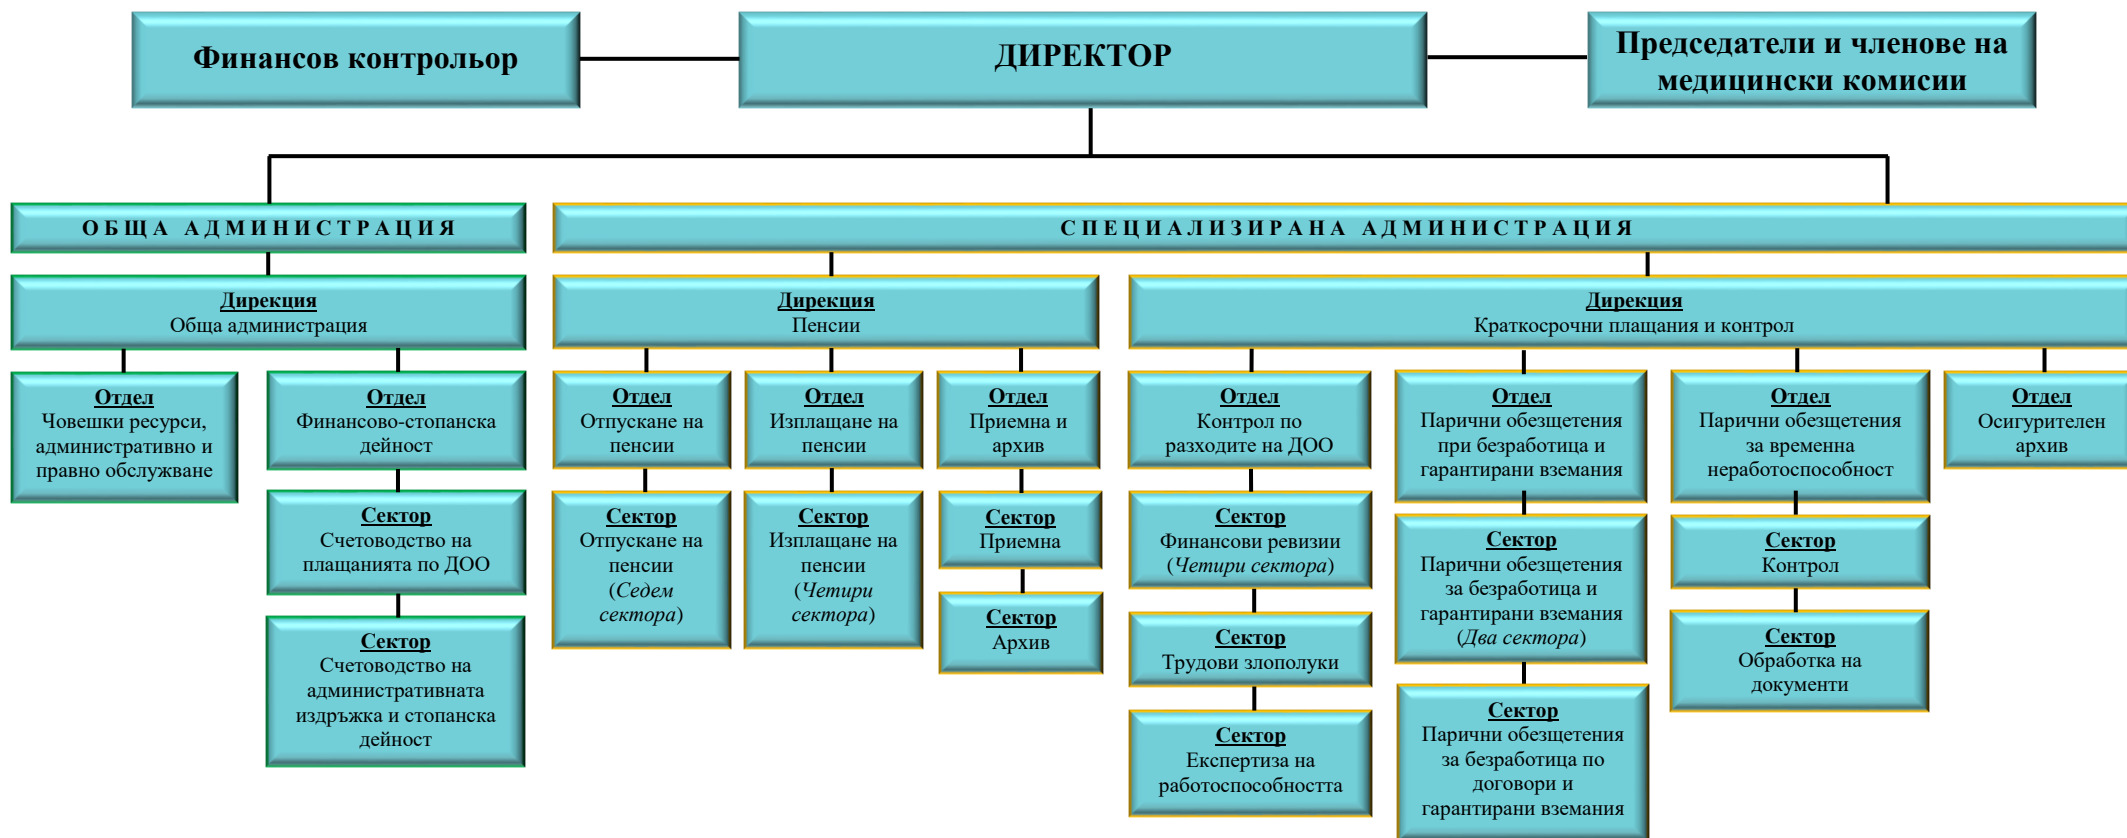 Финансов контрольор
ДИРЕКТОР
Председатели и членове на
медицински комисии
ОБЩА АДМИНИСТРАЦИЯ
СПЕЦИАЛИЗИРАНА АДМИНИСТРАЦИЯ
Дирекция
Обща администрация
Дирекция
Пенсии
Дирекция
Краткосрочни плащания и контрол
Отдел
Човешки ресурси,
административно и
правно обслужване
Отдел
Финансово-стопанска
дейност
Сектор
Счетоводство на
плащанията по ДОО
Сектор
Счетоводство на
административната
издръжка и стопанска
дейност
Отдел
Отпускане на
пенсии
Сектор
Отпускане на
пенсии
(Седем
сектора)
Отдел
Изплащане на
пенсии
Сектор
Изплащане на
пенсии
(Четири
сектора)
Отдел
Приемна и
архив
Сектор
Приемна
Сектор
Архив
Отдел
Контрол по
разходите на ДОО
Сектор
Финансови ревизии
(Четири сектора)
Сектор
Трудови злополуки
Сектор
Експертиза на
работоспособността
Отдел
Парични обезщетения
при безработица и
гарантирани вземания
Сектор
Парични обезщетения
за безработица и
гарантирани вземания
(Два сектора)
Сектор
Парични обезщетения
за безработица по
договори и
гарантирани вземания
Отдел
Парични обезщетения
за временна
неработоспособност
Сектор
Контрол
Сектор
Обработка на
документи
Отдел
Осигурителен
архив